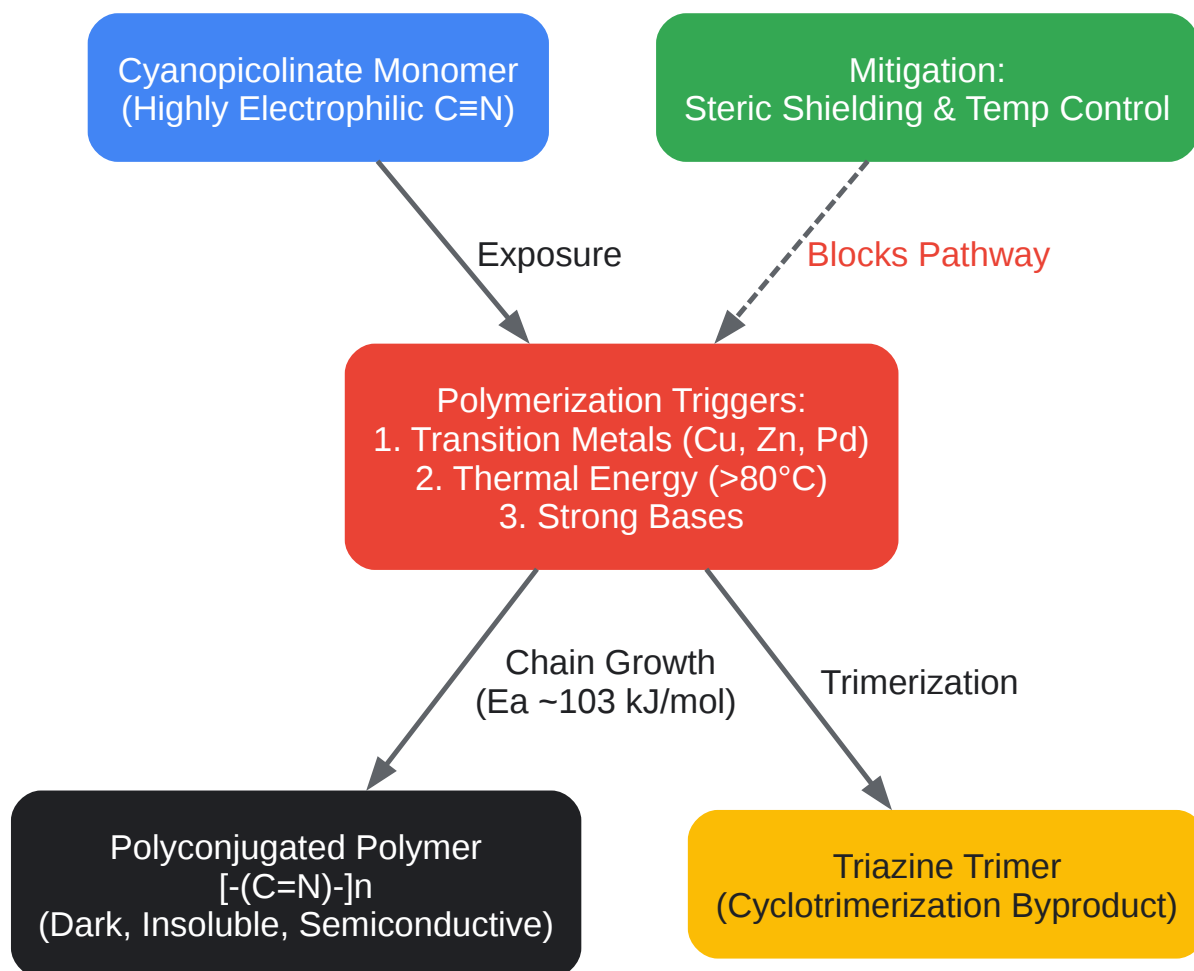 Cyanopicolinate Monomer
(Highly Electrophilic C≡N)
Mitigation:
Steric Shielding & Temp Control
Exposure
Blocks Pathway
Polymerization Triggers:
1. Transition Metals (Cu, Zn, Pd)
2. Thermal Energy (>80°C)
3. Strong Bases
Chain Growth
(Ea ~103 kJ/mol)
Trimerization
Polyconjugated Polymer
[-(C=N)-]n
(Dark, Insoluble, Semiconductive)
Triazine Trimer
(Cyclotrimerization Byproduct)